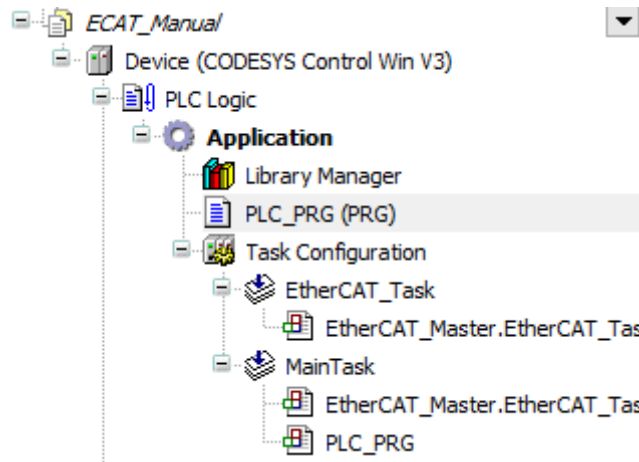 ECAT_Manual
Device (CODESYS Control Win V3)
PLC Logic
Application
Library Manager
PLC_PRG (PRG)
Task Configuration
EtherCAT_Task
EtherCAT_Master.EtherCAT_Tas
MainTask
EtherCAT_Master.EtherCAT_Tas
PLC_PRG